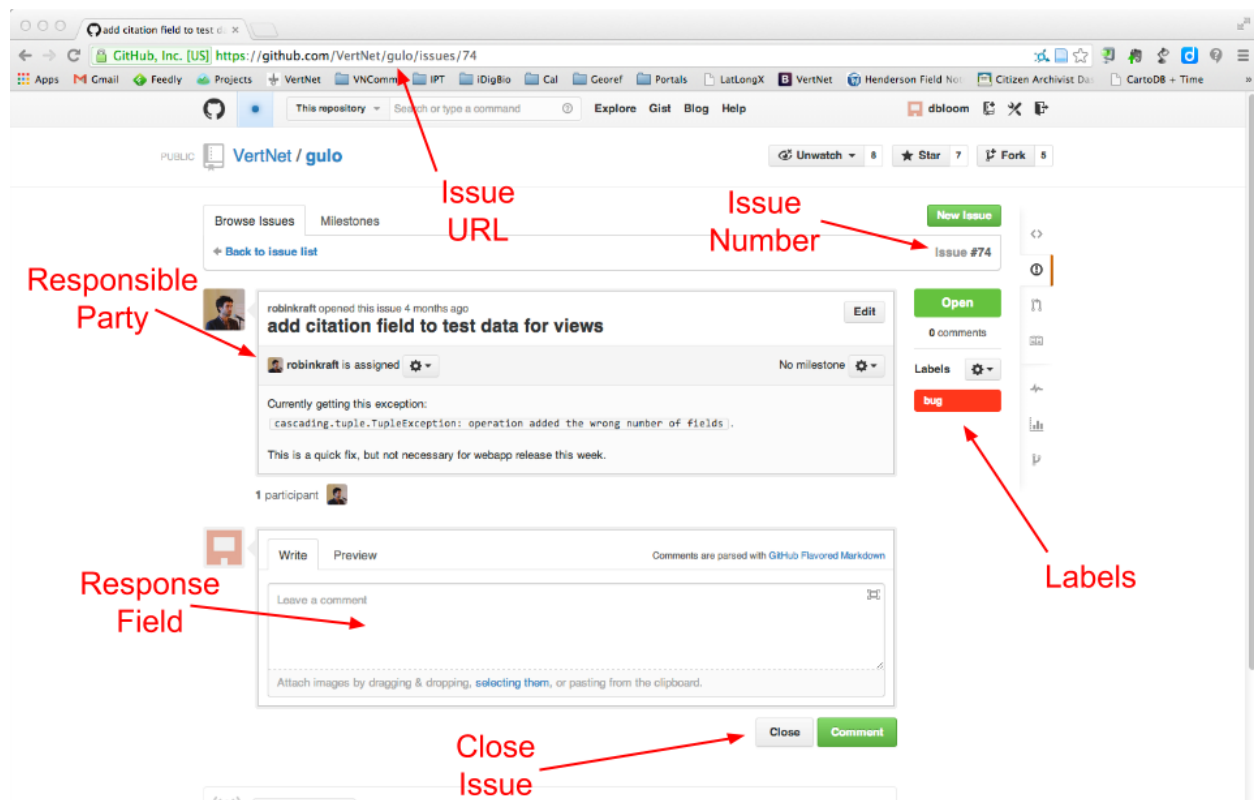 add citation field to test d
GitHub, Inc. [US] https://github.com/VertNet/gulo/issues/74
Apps Gmail Feedly Projects VertNet VNComm IPT iDigBio Cal Georef Portals LatLongX VertNet Henderson Field Not Citizen Archivist Das CartoDB + Time »
This repository Search or type a command Explore Gist Blog Help dbloom
PUBLIC VertNet / gulo Unwatch 8 Star 7 Fork 5
Issue
URL
Issue
Number
Browse Issues Milestones New Issue
Back to issue list Issue #74
Responsible
Party
robinkraft opened this issue 4 months ago
add citation field to test data for views
Edit
Open
0 comments
robinkraft is assigned No milestone
Labels
bug
Currently getting this exception:
cascading.tuple.TupleException: operation added the wrong number of fields .
This is a quick fix, but not necessary for webapp release this week.
1 participant
Labels
Write Preview Comments are parsed with GitHub Flavored Markdown
Response
Field
Leave a comment
Attach images by dragging & dropping, selecting them, or pasting from the clipboard.
Close Comment
Close
Issue